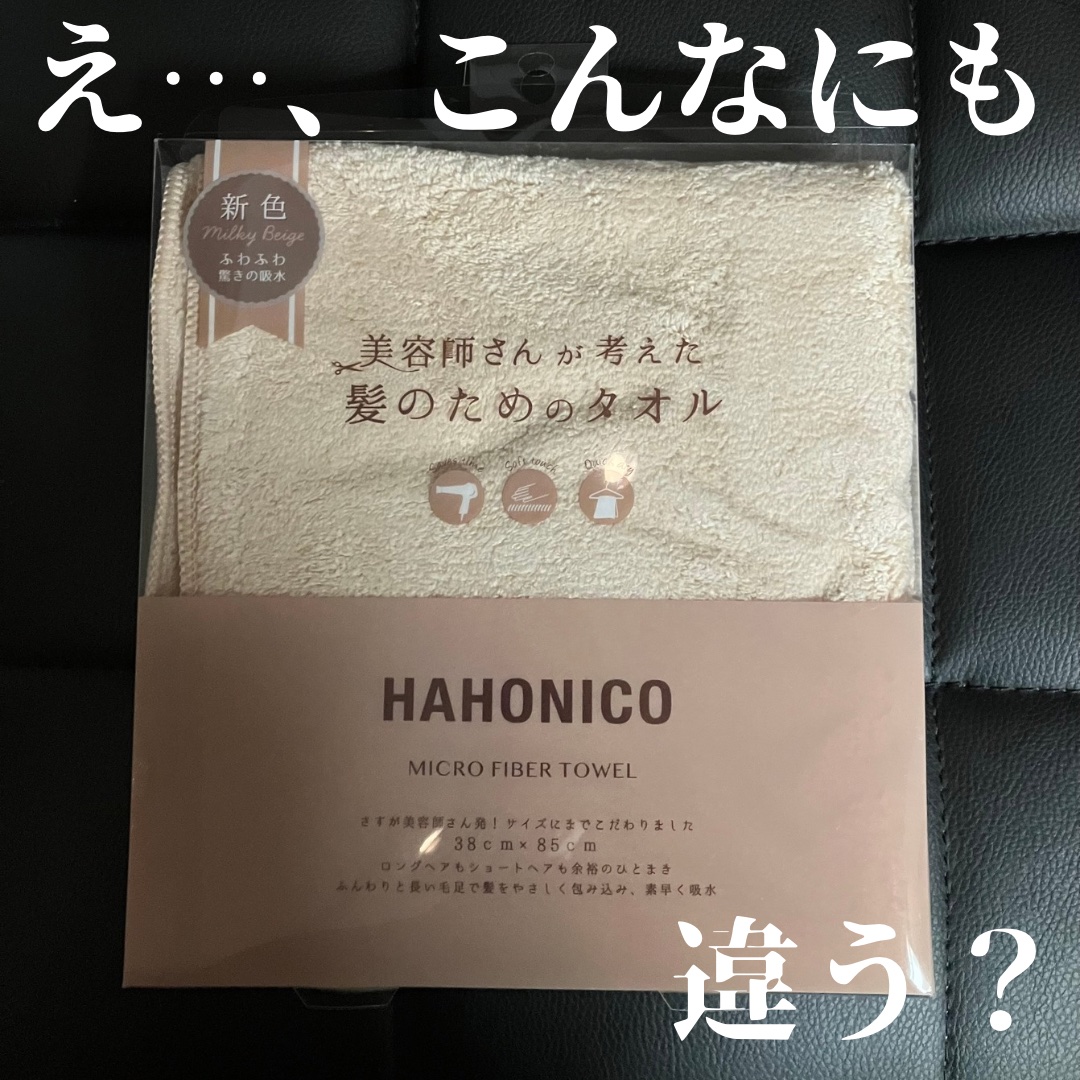 え…、こんなにも
新色
Milky Beige
ふわふわ
驚きの吸水
美容師さんが考えた
髪のためのタオル
Soft touch
HAHONICO
MICRO FIBER TOWEL
さすが美容師さん発!サイズにまでこだわりました
38cm×85cm
ロングヘアもショートヘアも余裕のひとまき
ふんわりと長い毛足で髪をやさしく包み込み、素早く吸水
違う?